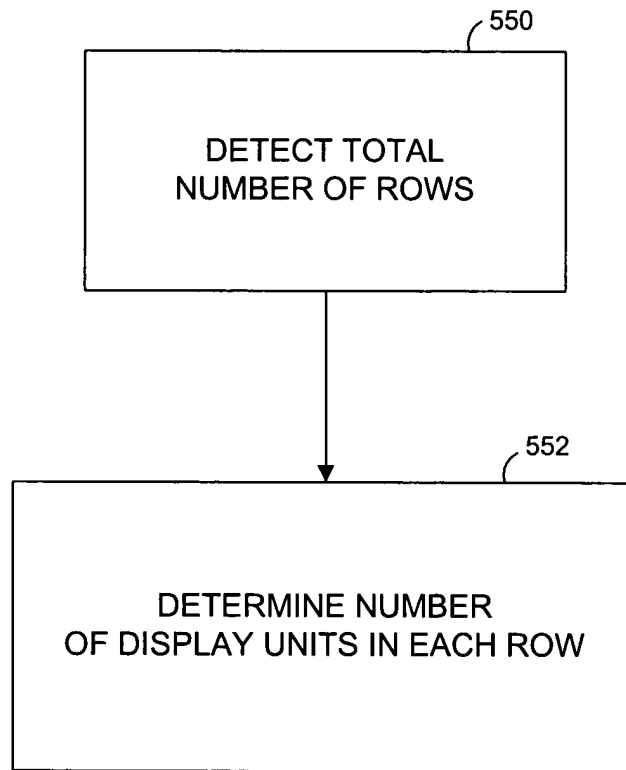 550
DETECT TOTAL
NUMBER OF ROWS
552
DETERMINE NUMBER
OF DISPLAY UNITS IN EACH ROW